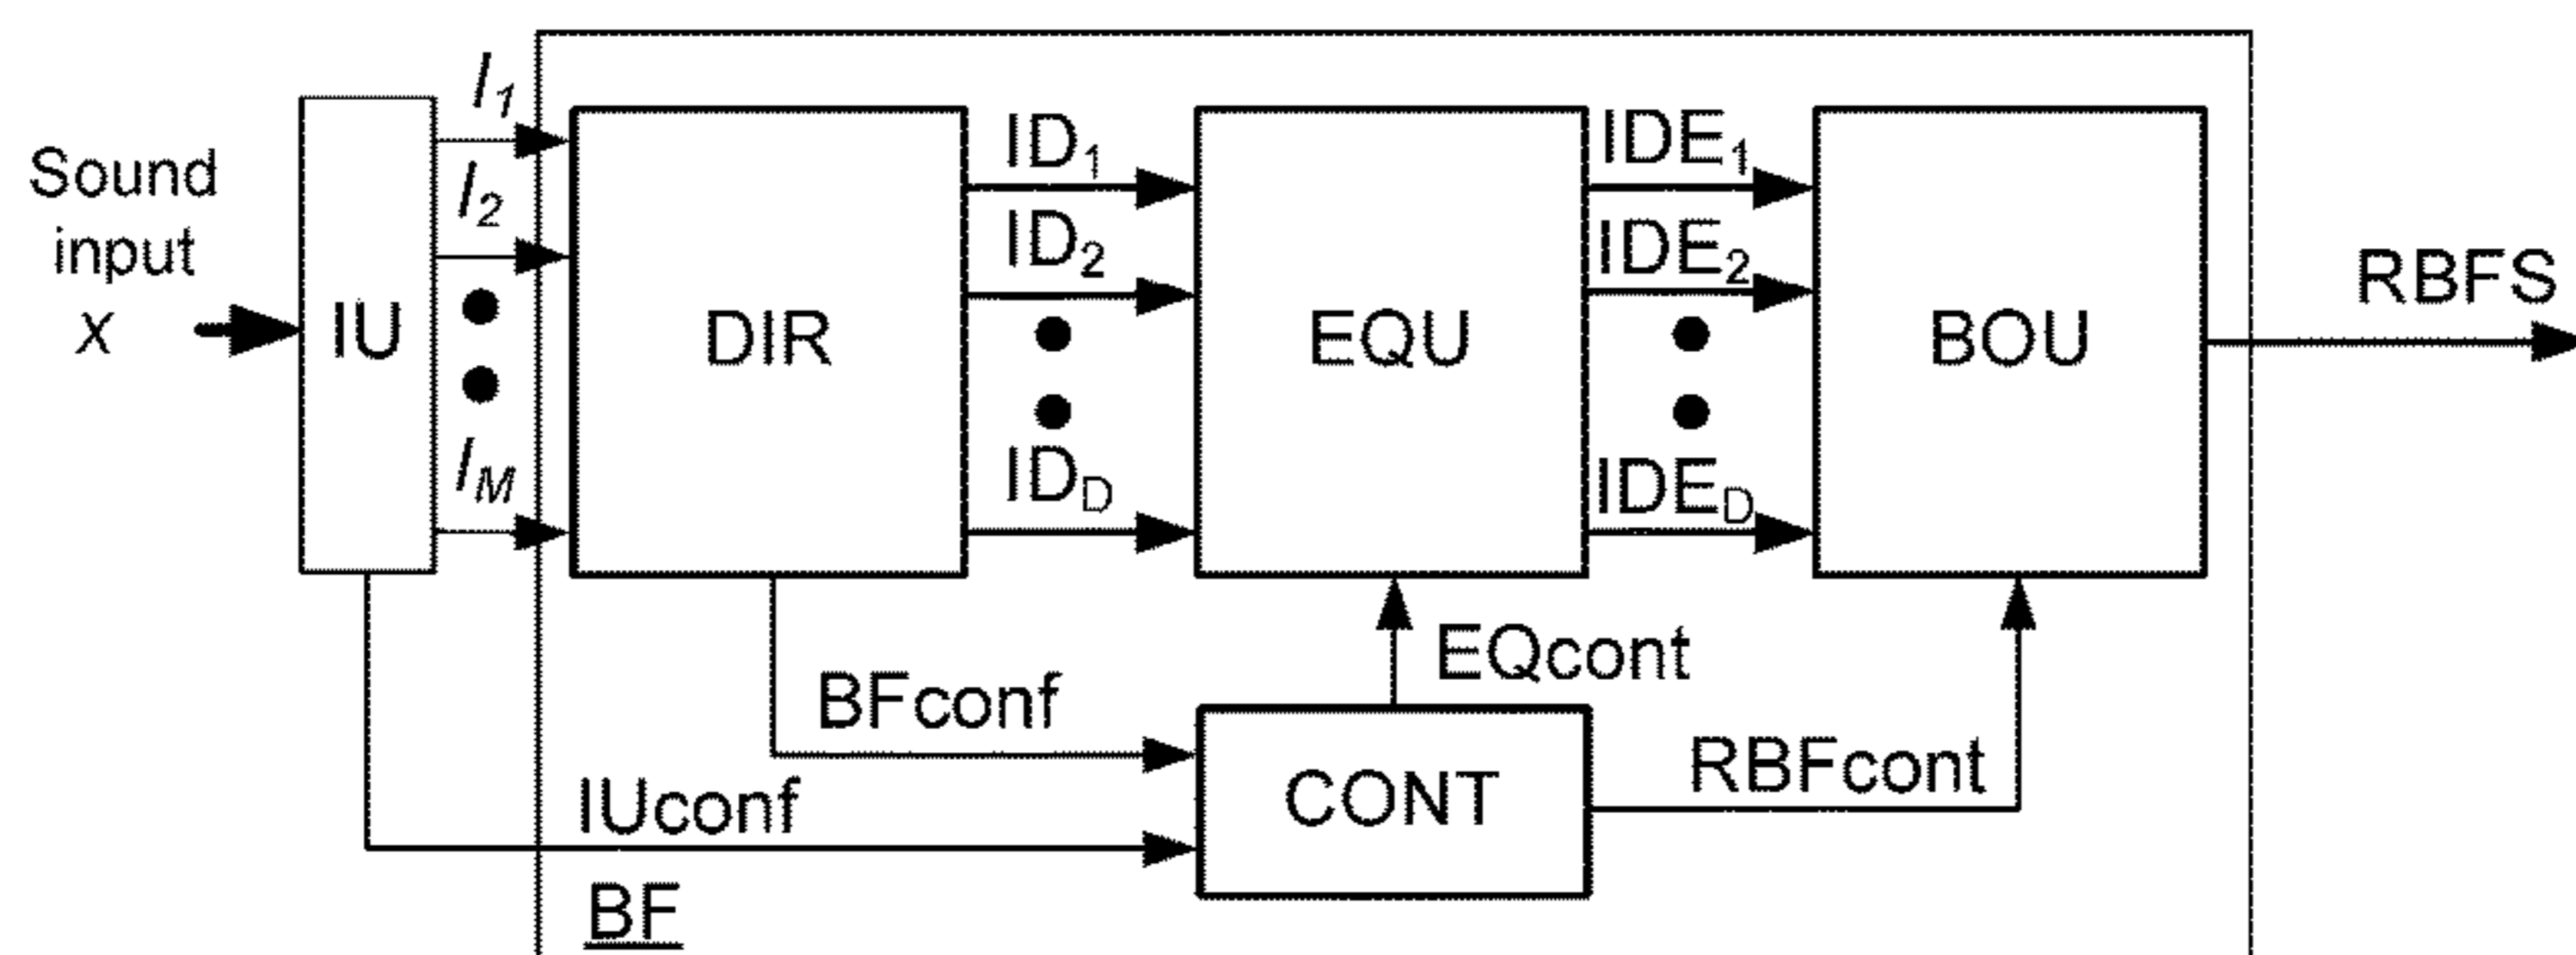 Sound
input
x
IU
I1
I2
IM
DIR
ID1
ID2
IDD
EQU
IDE1
IDE2
IDED
BOU
RBFS
BFconf
IUconf
EQcont
CONT
RBFcont
BF